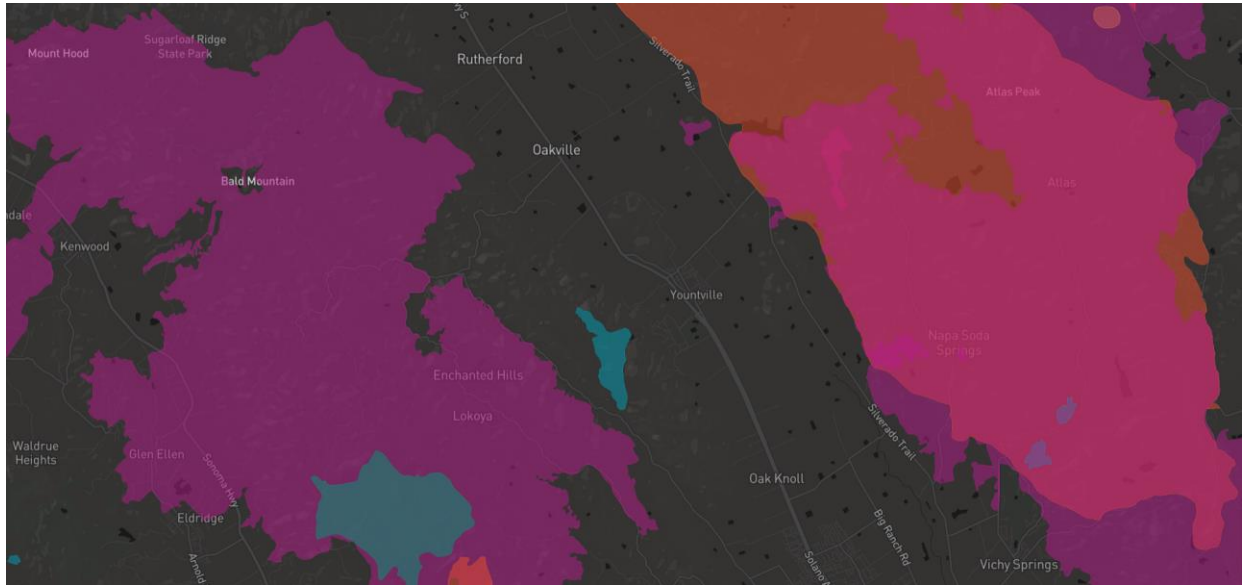 Mount Hood
Sugarloaf Ridge
State Park
Rutherford
Silverado Trail
Atlas Peak
Oakville
Bald Mountain
Atlas
Kenwood
Yountville
Napa Soda
Springs
Enchanted Hills
Lokoya
Silverado Trail
Waldrue
Heights
Glen Ellen
Sonoma Hwy
Oak Knoll
Big Ranch Rd
Eldridge
Arnold
Solano A
Vichy Springs